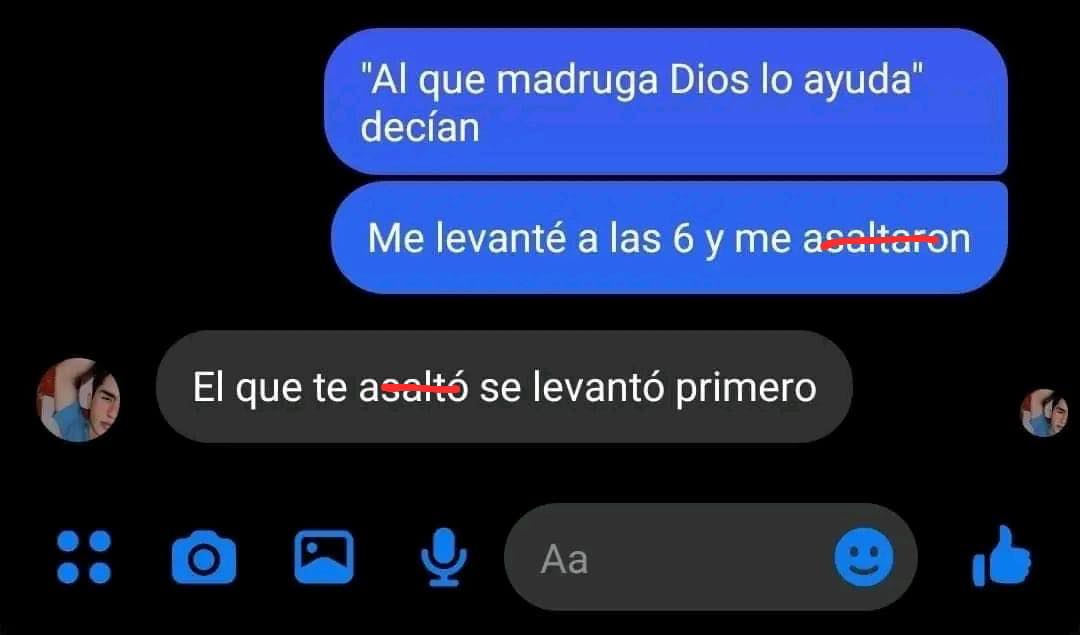 "Al que madruga Dios lo ayuda"
decían
Me levanté a las 6 y me asaltaron
El que te asaltó se levantó primero
Aa